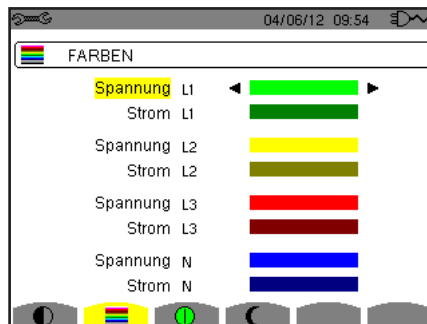 04/06/12 09:54
FARBEN
Spannung L1
Strom L1
Spannung L2
Strom L2
Spannung L3
Strom L3
Spannung N
Strom N